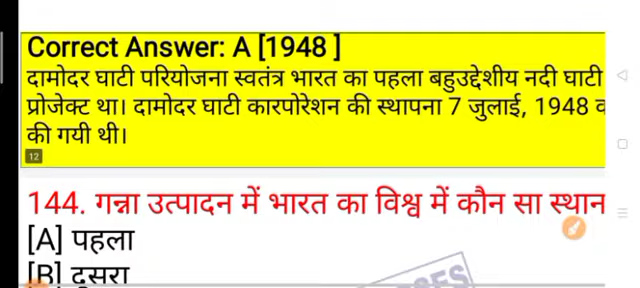 Correct Answer: A [1948 ]
दामोदर घाटी परियोजना स्वतंत्र भारत का पहला बहुउद्देशीय नदी घाटी
प्रोजेक्ट था। दामोदर घाटी कारपोरेशन की स्थापना 7 जुलाई, 1948
की गयी थी।
12
144. गन्ना उत्पादन में भारत का विश्व में कौन सा स्थान
[A] पहला
[B] दूसरा